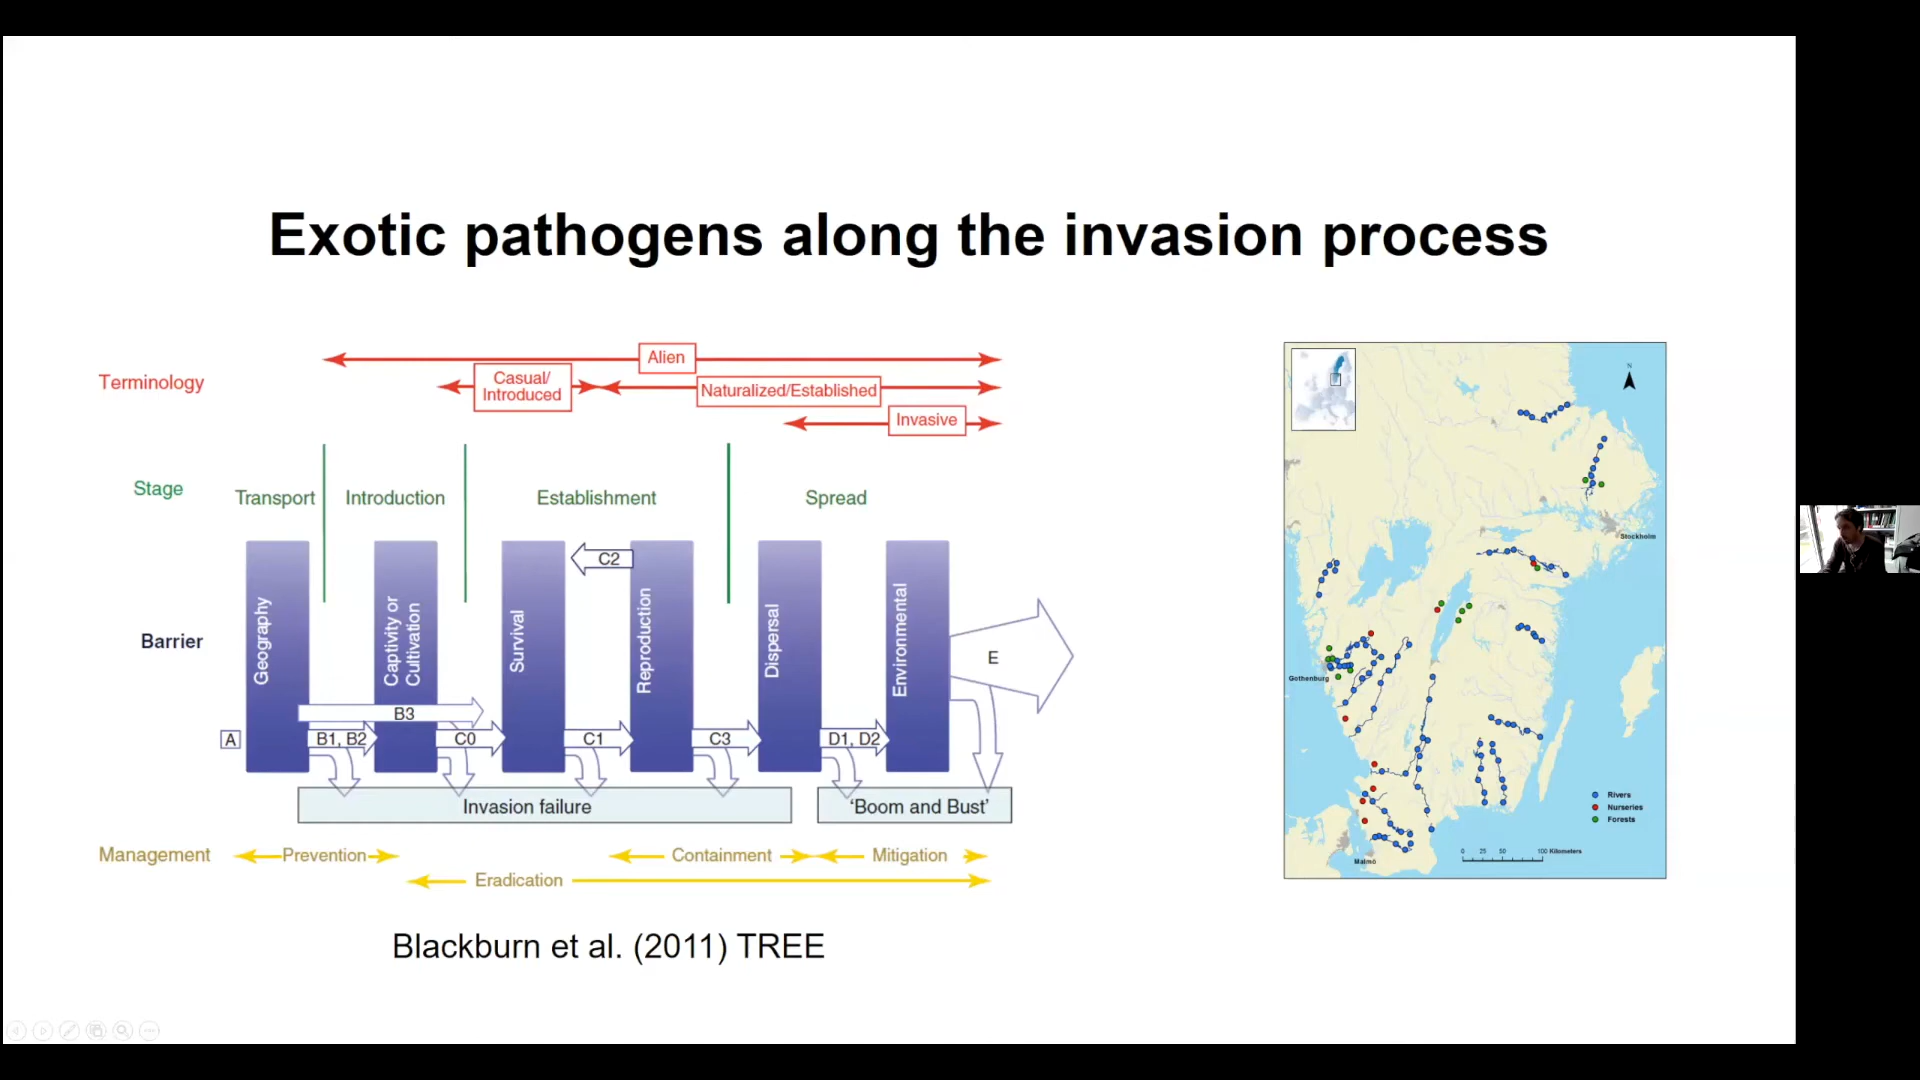 Exotic pathogens along the invasion process
Terminology
Alien
Casual/
Introduced
Naturalized/Established
Invasive
Stage
Transport
Introduction
Establishment
Spread
Barrier
Geography
Captivity or
Cultivation
Survival
Reproduction
Dispersal
Environmental
C2
E
B3
A
B1, B2
C0
C1
C3
D1, D2
Invasion failure
‘Boom and Bust’
Management
Prevention
Containment
Mitigation
Eradication
Blackburn et al. (2011) TREE
N
Stockholm
Gothenburg
Malmö
Rivers
Nurseries
Forests
0 25 50 100 Kilometers